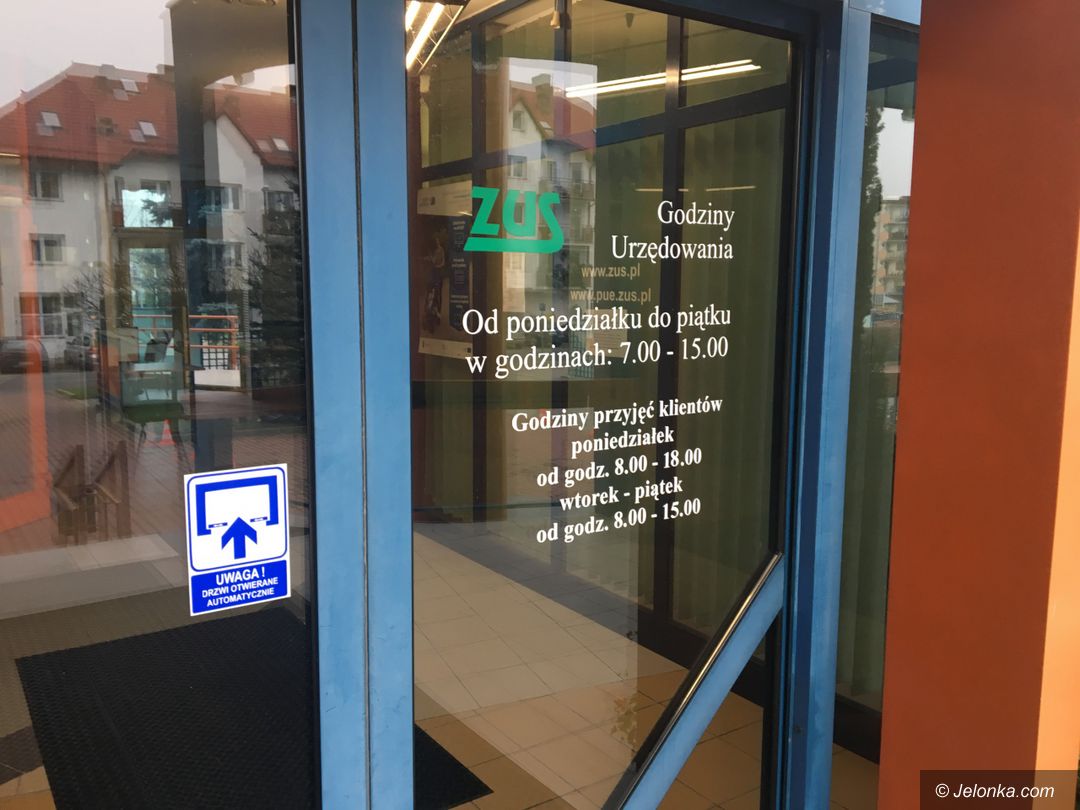 ZUS
Godziny
Urzędowania
www.zus.pl
www.pue.zus.pl
Od poniedziałku do piątku
w godzinach: 7.00 - 15.00
Godziny przyjęć klientów
poniedziałek
od godz. 8.00 - 18.00
wtorek - piątek
od godz. 8.00 - 15.00
UWAGA !
DRZWI OTWIERANE
AUTOMATYCZNIE
© Jelonka.com